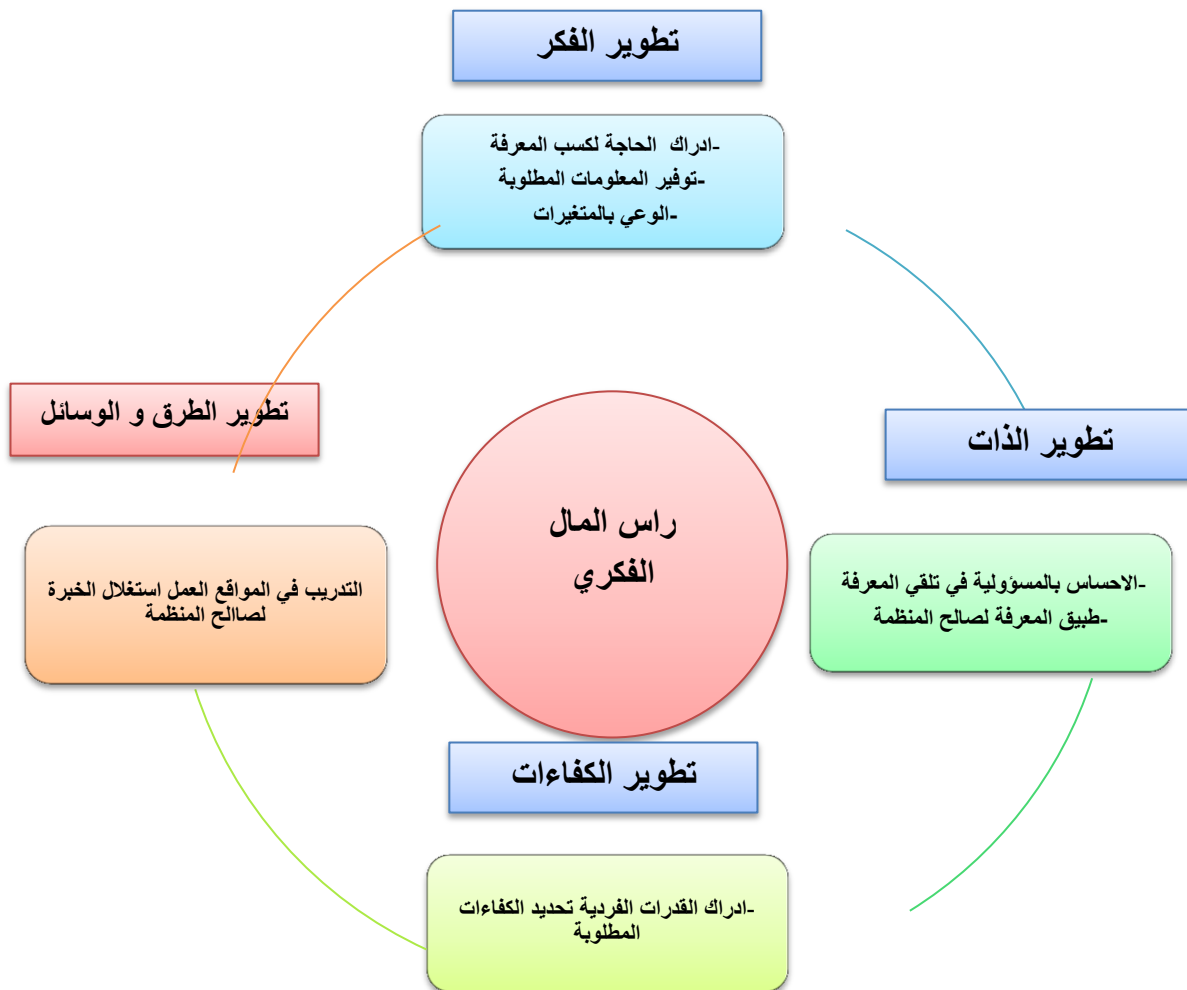 تطوير الفكر
-ادراك الحاجة لكسب المعرفة
-توفير المعلومات المطلوبة
-الوعي بالمتغيرات
تطوير الذات
-الاحساس بالمسؤولية في تلقي المعرفة
-طبيق المعرفة لصالح المنظمة
راس المال
الفكري
تطوير الطرق و الوسائل
التدريب في المواقع العمل استغلال الخبرة
لصاالح المنظمة
تطوير الكفاءات
-ادراك القدرات الفردية تحديد الكفاءات
المطلوبة